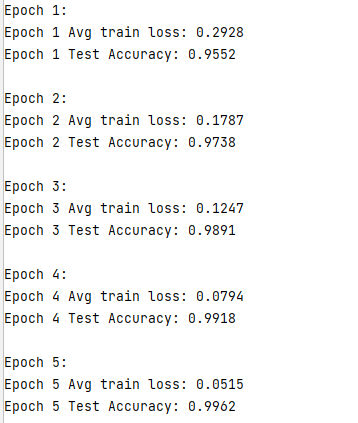 Epoch 1:
Epoch 1 Avg train loss: 0.2928
Epoch 1 Test Accuracy: 0.9552
Epoch 2:
Epoch 2 Avg train loss: 0.1787
Epoch 2 Test Accuracy: 0.9738
Epoch 3:
Epoch 3 Avg train loss: 0.1247
Epoch 3 Test Accuracy: 0.9891
Epoch 4:
Epoch 4 Avg train loss: 0.0794
Epoch 4 Test Accuracy: 0.9918
Epoch 5:
Epoch 5 Avg train loss: 0.0515
Epoch 5 Test Accuracy: 0.9962